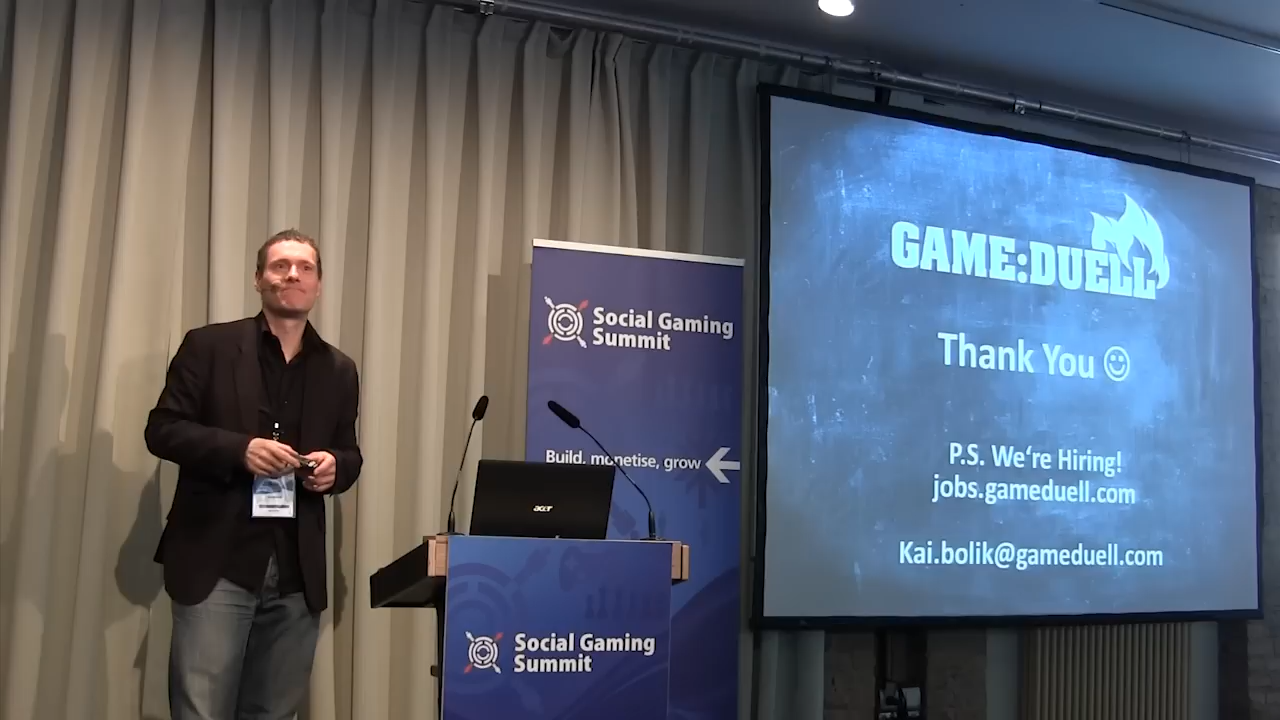 Social Gaming
Summit
Build, monetise, grow
acer
Social Gaming
Summit
GAME:DUELL
Thank You ☺
P.S. We're Hiring!
jobs.gameduell.com
Kai.bolik@gameduell.com